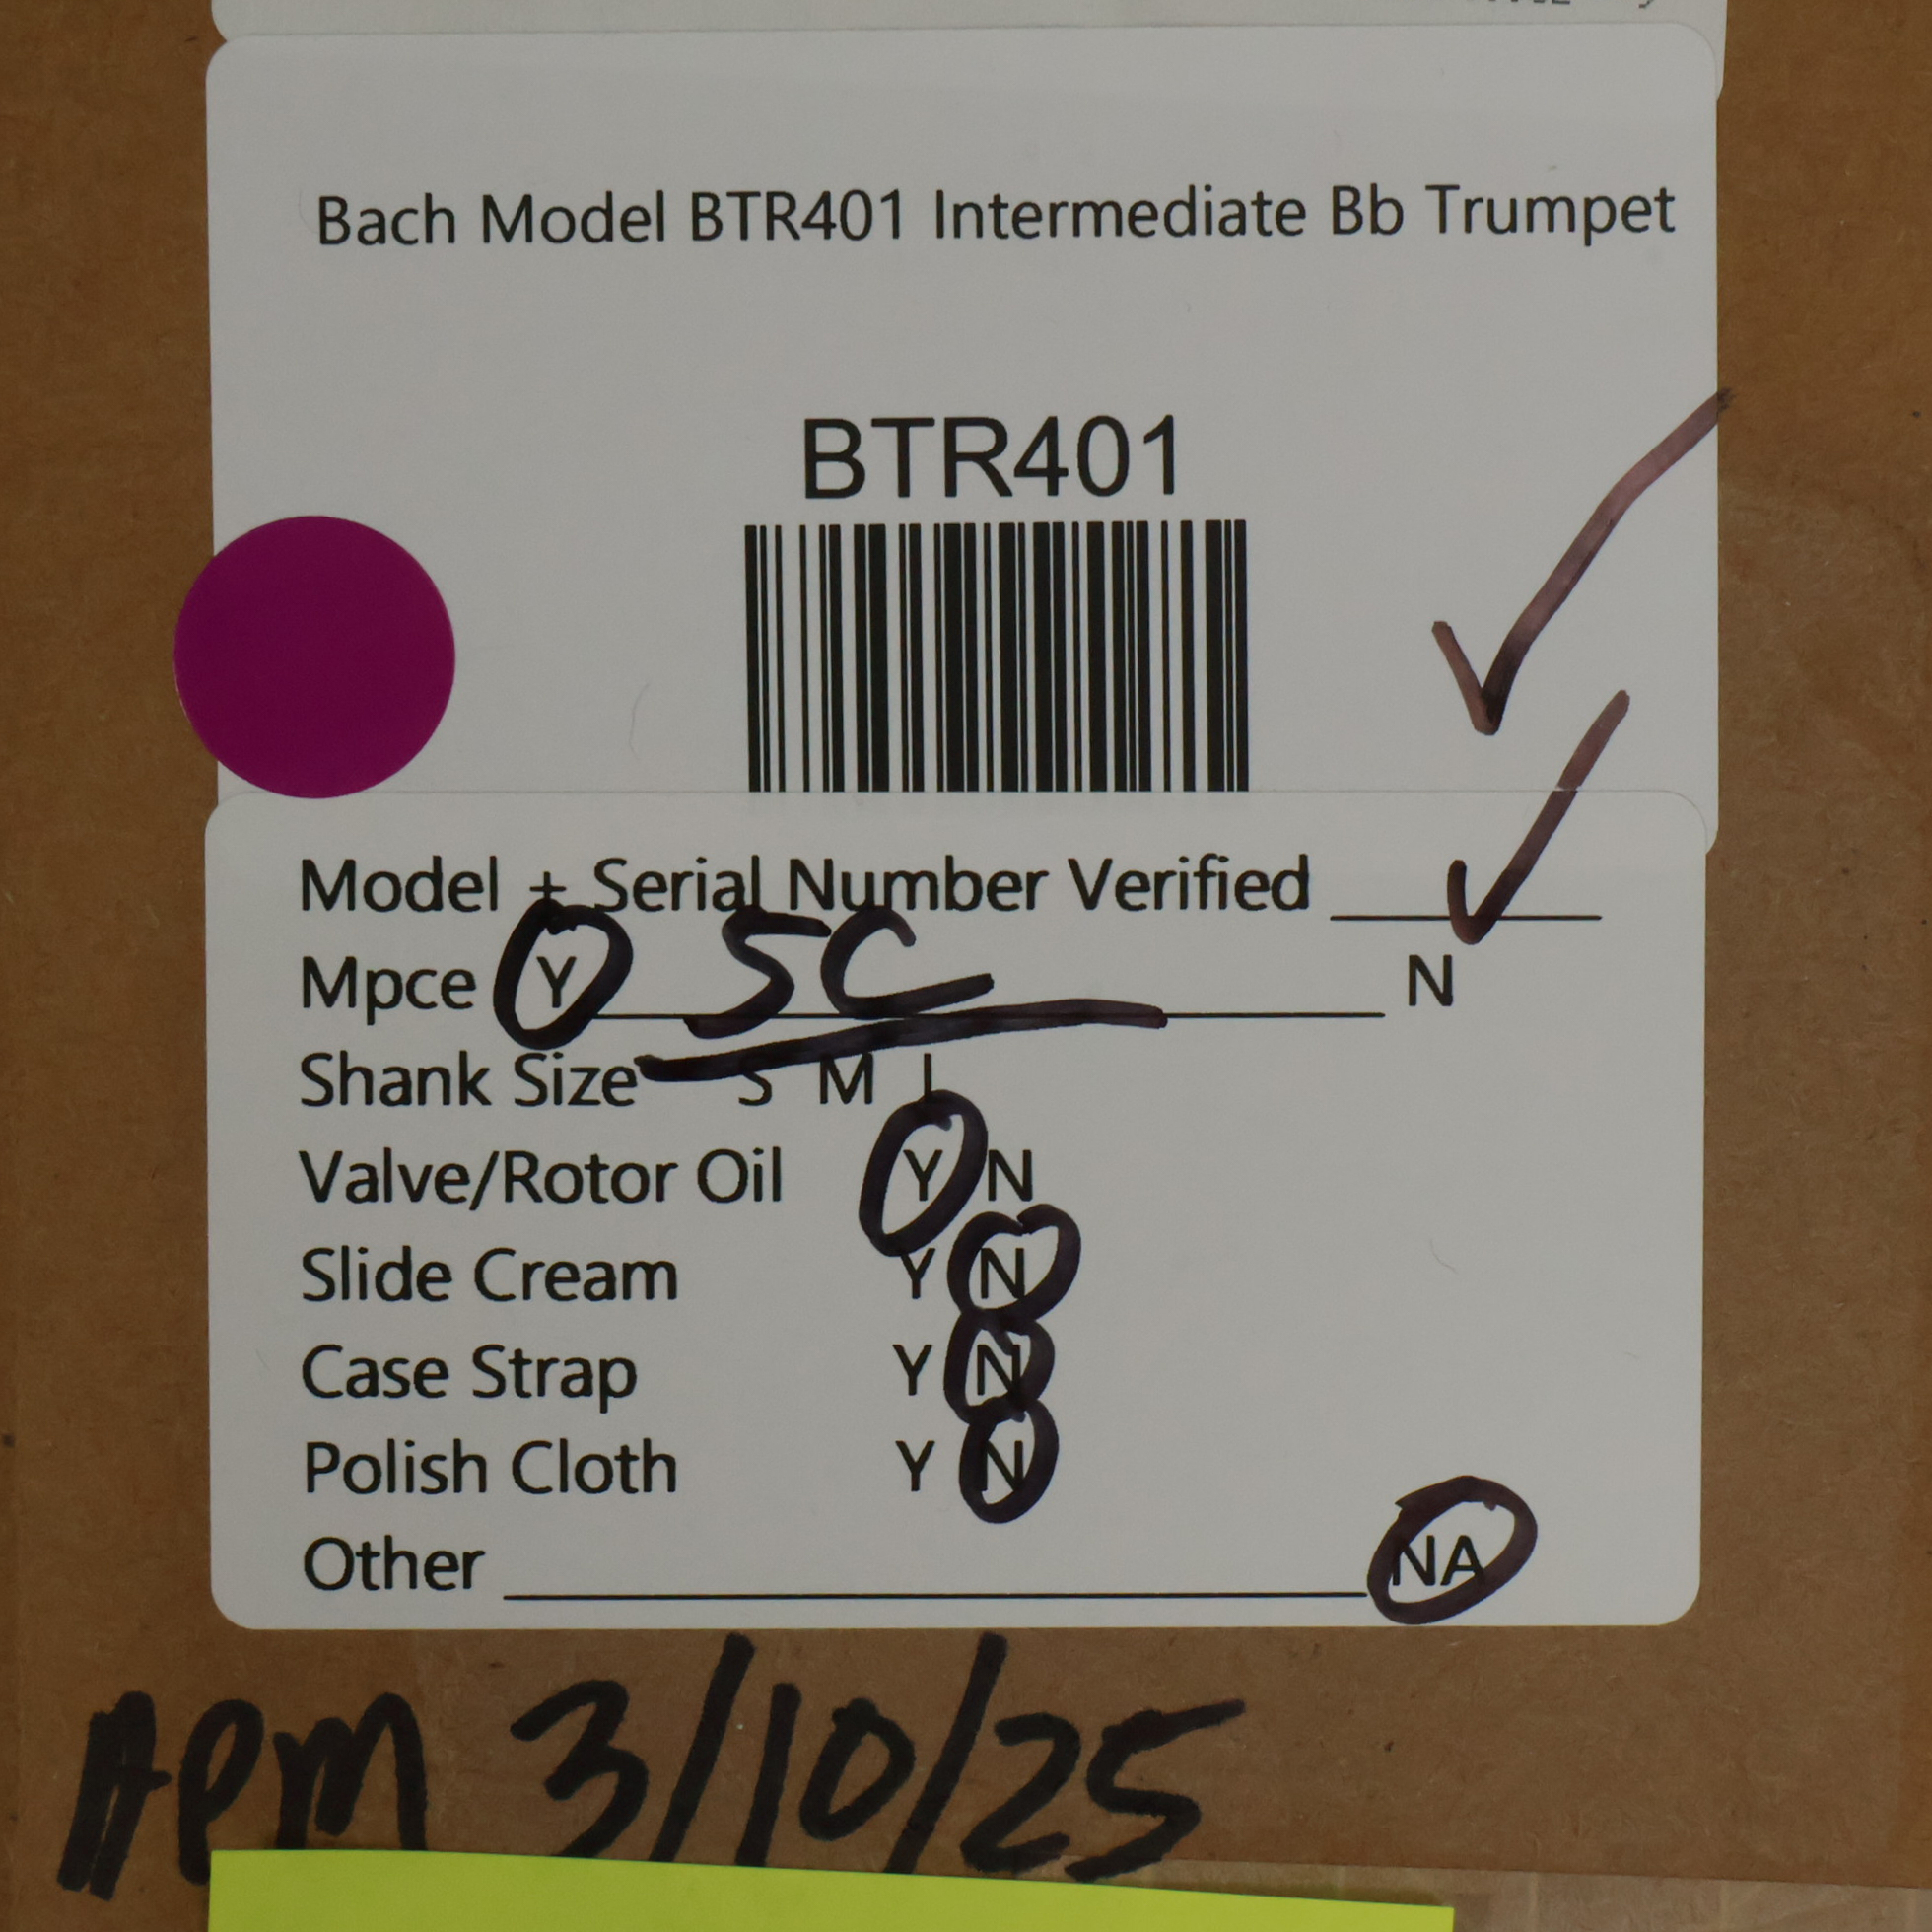 Bach Model BTR401 Intermediate Bb Trumpet
BTR401
Model + Serial Number Verified
Mpce Y 5C N
Shank Size S M L
Valve/Rotor Oil Y N
Slide Cream Y N
Case Strap Y N
Polish Cloth Y N
Other NA
APM 3/10/25